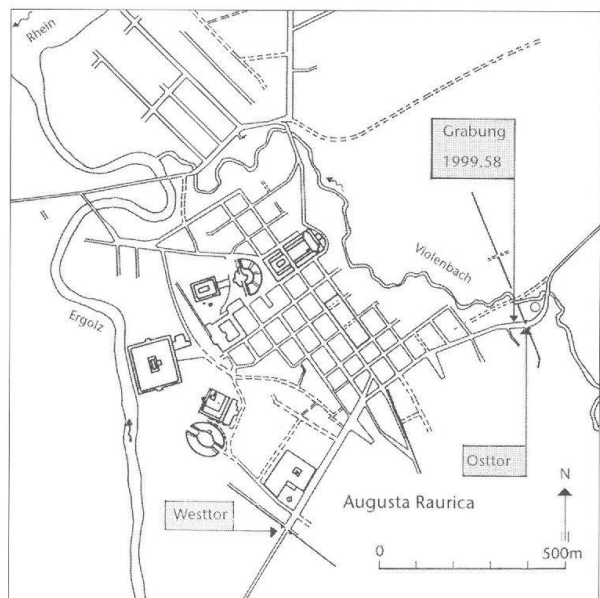 Rhein
Grabung
1999.58
Violenbach
Ergolz
Osttor
N
Augusta Raurica
Westtor
0
500m